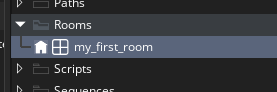 Paths
Rooms
my_first_room
Scripts
Sequences